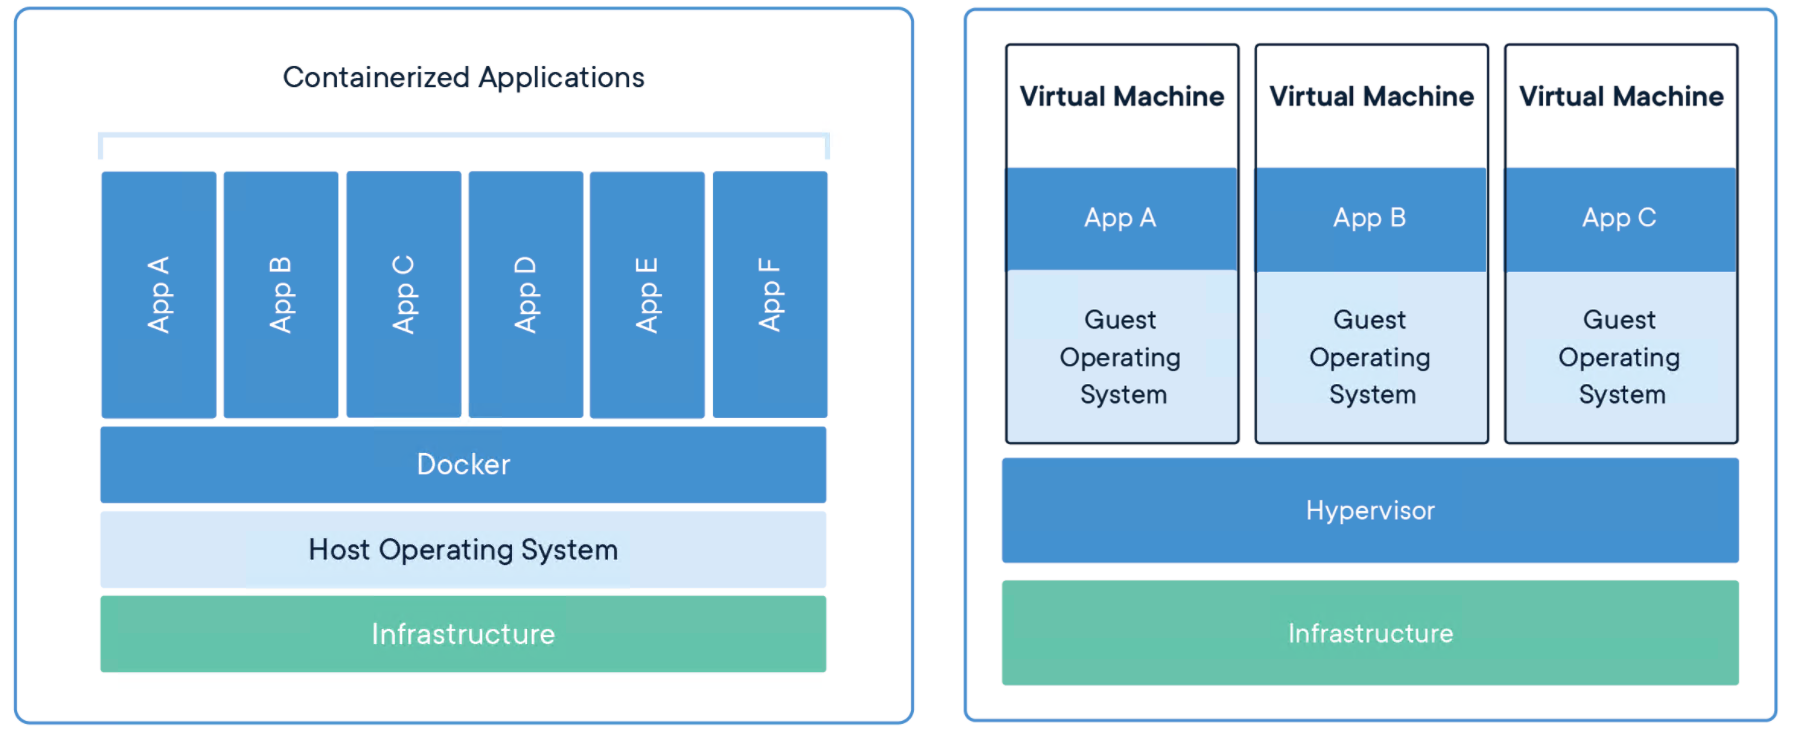 Containerized Applications
App A
App B
App C
App D
App E
App F
Docker
Host Operating System
Infrastructure
Virtual Machine
App A
Guest
Operating
System
Virtual Machine
App B
Guest
Operating
System
Virtual Machine
App C
Guest
Operating
System
Hypervisor
Infrastructure